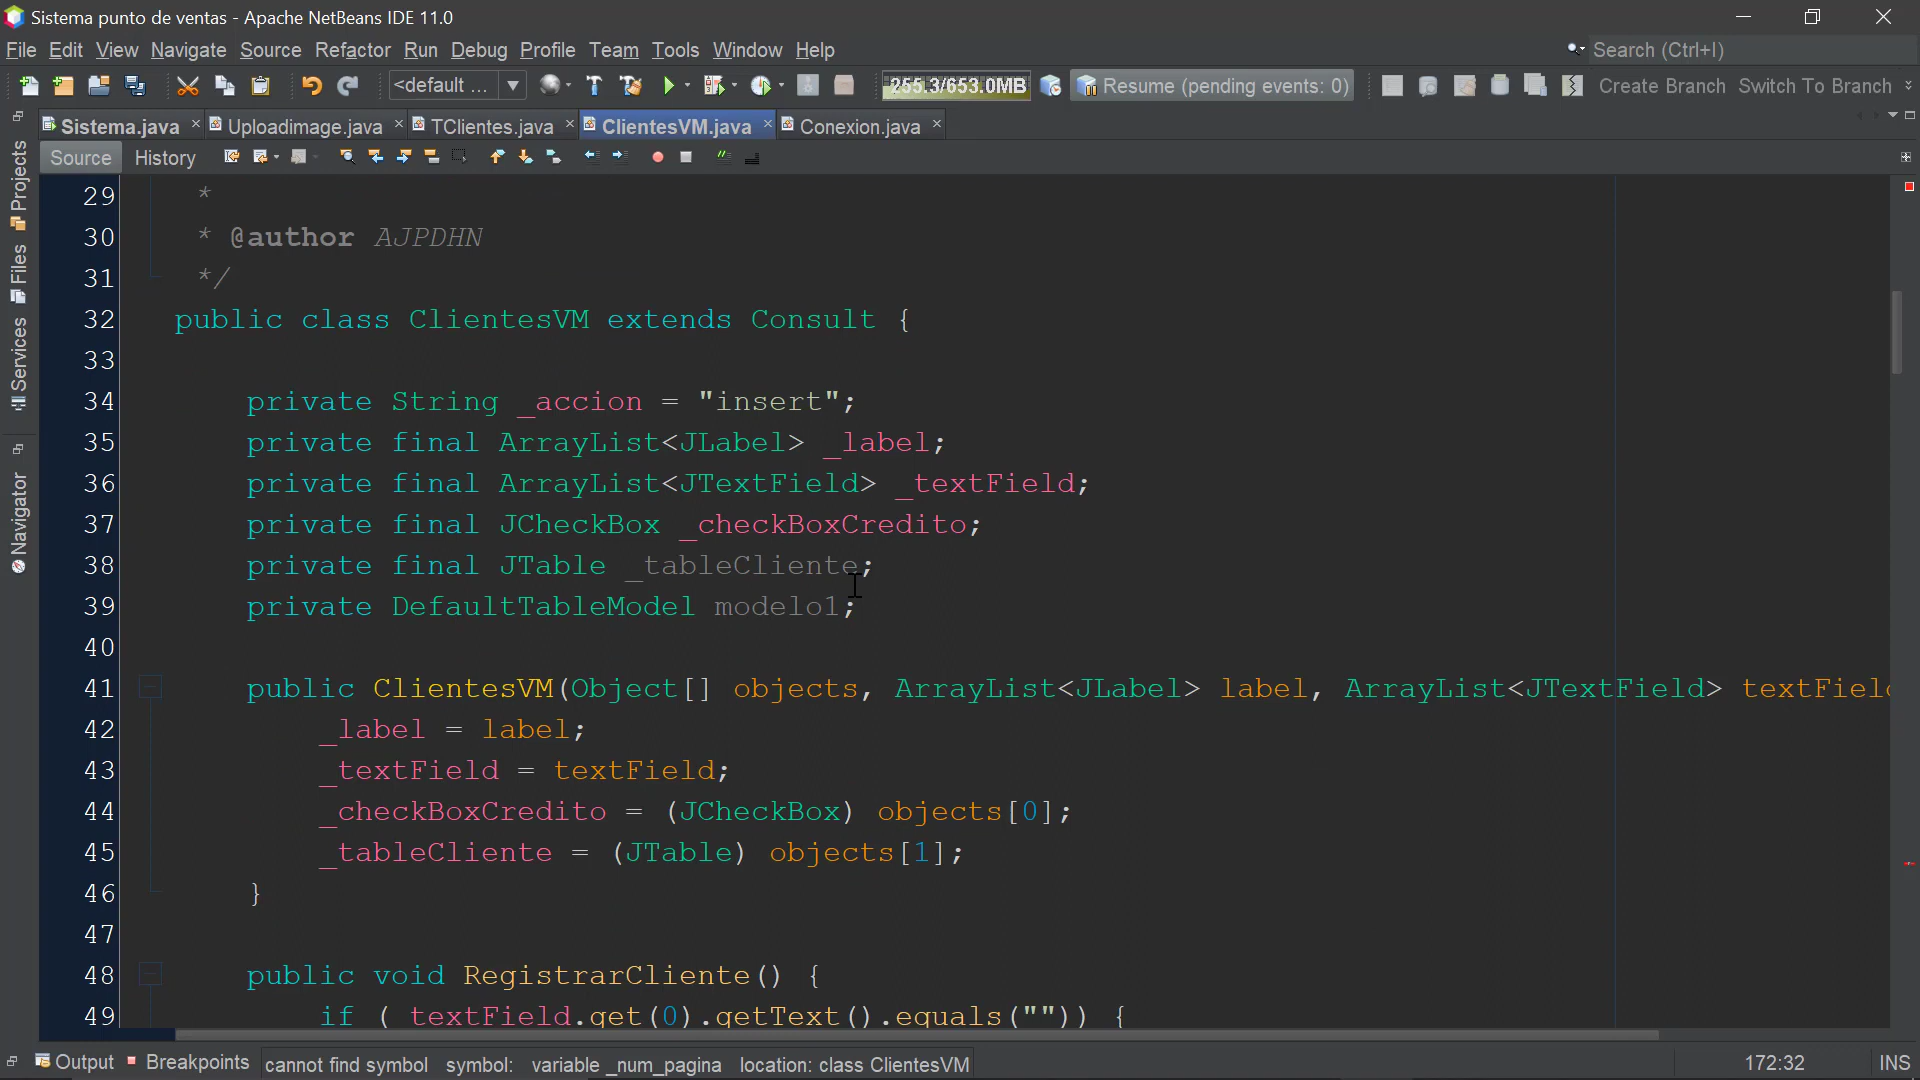 Sistema punto de ventas - Apache NetBeans IDE 11.0
File Edit View Navigate Source Refactor Run Debug Profile Team Tools Window Help
Search (Ctrl+I)
<default ...
255.3/653.0MB
Resume (pending events: 0)
Create Branch Switch To Branch
Sistema.java
Uploadimage.java
TClientes.java
ClientesVM.java
Conexion.java
Source
History
Projects
Files
Services
Navigator
29 *
30 * @author AJPDHN
31 */
32 public class ClientesVM extends Consult {
33
34 private String _accion = "insert";
35 private final ArrayList<JLabel> _label;
36 private final ArrayList<JTextField> _textField;
37 private final JCheckBox _checkBoxCredito;
38 private final JTable _tableCliente;
39 private DefaultTableModel modelo1;
40
41 public ClientesVM(Object[] objects, ArrayList<JLabel> label, ArrayList<JTextField> textFiel
42 _label = label;
43 _textField = textField;
44 _checkBoxCredito = (JCheckBox) objects[0];
45 _tableCliente = (JTable) objects[1];
46 }
47
48 public void RegistrarCliente() {
49 if ( textField.get(0).getText().equals("")) {
Output
Breakpoints
cannot find symbol symbol: variable _num_pagina location: class ClientesVM
172:32
INS